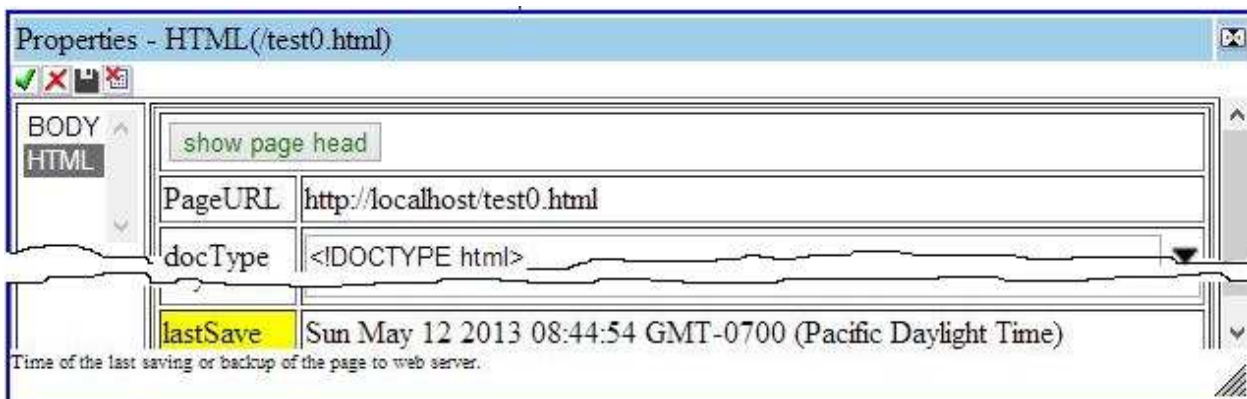 Properties - HTML(/test0.html)
BODY
HTML
show page head
PageURL http://localhost/test0.html
docType <!DOCTYPE html>
lastSave Sun May 12 2013 08:44:54 GMT-0700 (Pacific Daylight Time)
Time of the last saving or backup of the page to web server.